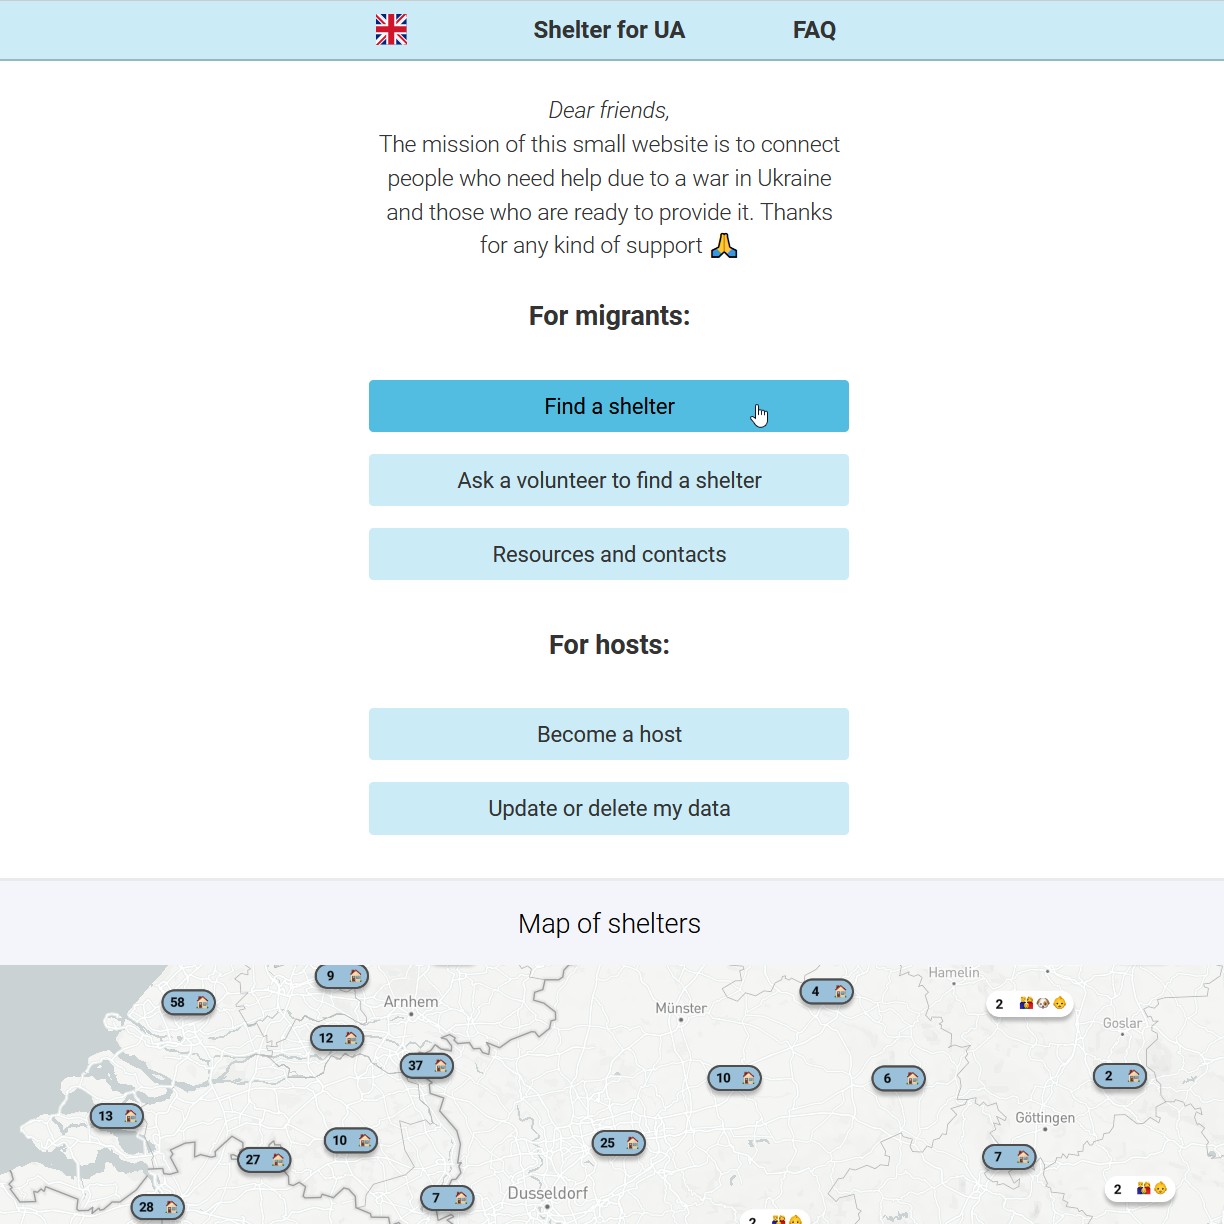 Shelter for UA
FAQ
Dear friends,
The mission of this small website is to connect
people who need help due to a war in Ukraine
and those who are ready to provide it. Thanks
for any kind of support 🙏
For migrants:
Find a shelter
Ask a volunteer to find a shelter
Resources and contacts
For hosts:
Become a host
Update or delete my data
Map of shelters
9
Hamelin
58
Arnhem
Münster
4
2
Goslar
12
37
10
6
2
13
Göttingen
10
25
27
7
7
Dusseldorf
2
28
2